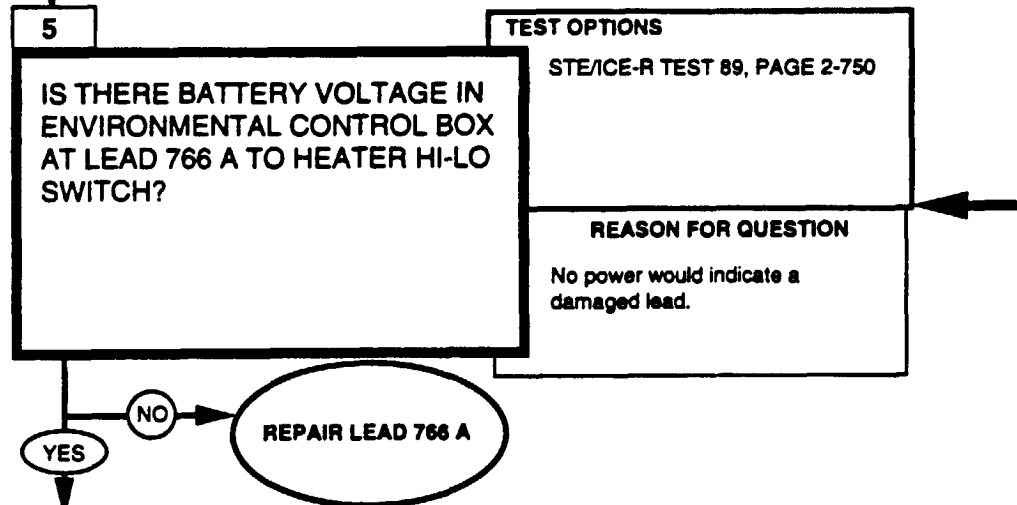 5
IS THERE BATTERY VOLTAGE IN
ENVIRONMENTAL CONTROL BOX
AT LEAD 766 A TO HEATER HI-LO
SWITCH?
TEST OPTIONS
STE/ICE-R TEST 89, PAGE 2-750
REASON FOR QUESTION
No power would indicate a
damaged lead.
NO
REPAIR LEAD 766 A
YES